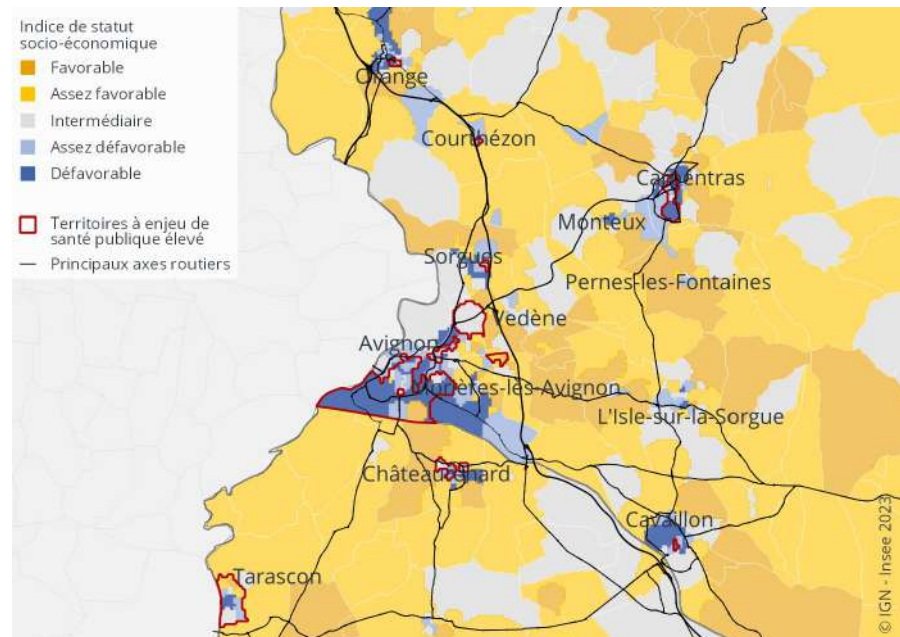 Indice de statut
socio-économique
Favorable
Assez favorable
Intermédiaire
Assez défavorable
Défavorable
Territoires à enjeu de
santé publique élevé
Principaux axes routiers
Orange
Courthézon
Carpentras
Monteux
Sorgues
Pernes-les-Fontaines
Vedène
Avignon
Morières-lès-Avignon
L'Isle-sur-la-Sorgue
Châteaurenard
Cavaillon
Tarascon
© IGN - Insee 2023